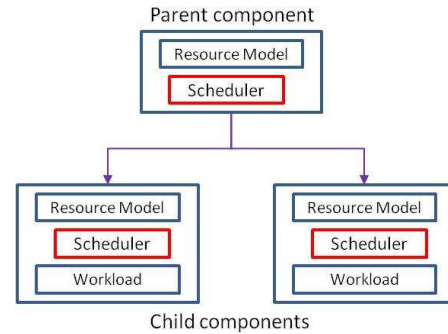 Parent component
Resource Model
Scheduler
Resource Model
Scheduler
Workload
Resource Model
Scheduler
Workload
Child components